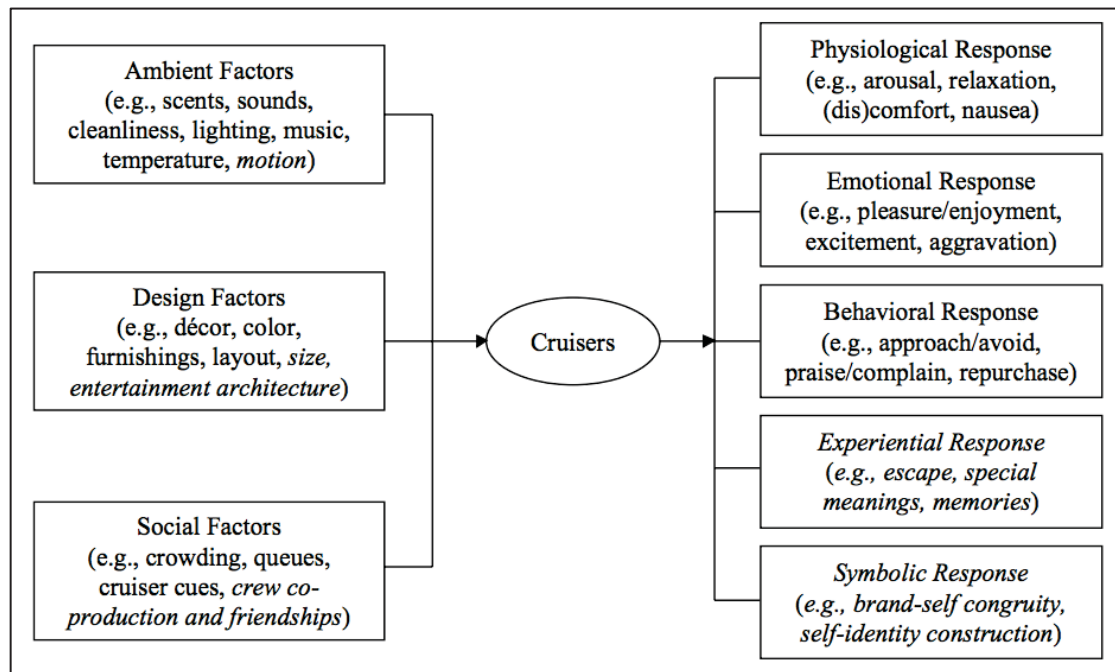 Ambient Factors
(e.g., scents, sounds,
cleanliness, lighting, music,
temperature, motion)
Design Factors
(e.g., décor, color,
furnishings, layout, size,
entertainment architecture)
Social Factors
(e.g., crowding, queues,
cruiser cues, crew co-
production and friendships)
Cruisers
Physiological Response
(e.g., arousal, relaxation,
(dis)comfort, nausea)
Emotional Response
(e.g., pleasure/enjoyment,
excitement, aggravation)
Behavioral Response
(e.g., approach/avoid,
praise/complain, repurchase)
Experiential Response
(e.g., escape, special
meanings, memories)
Symbolic Response
(e.g., brand-self congruity,
self-identity construction)